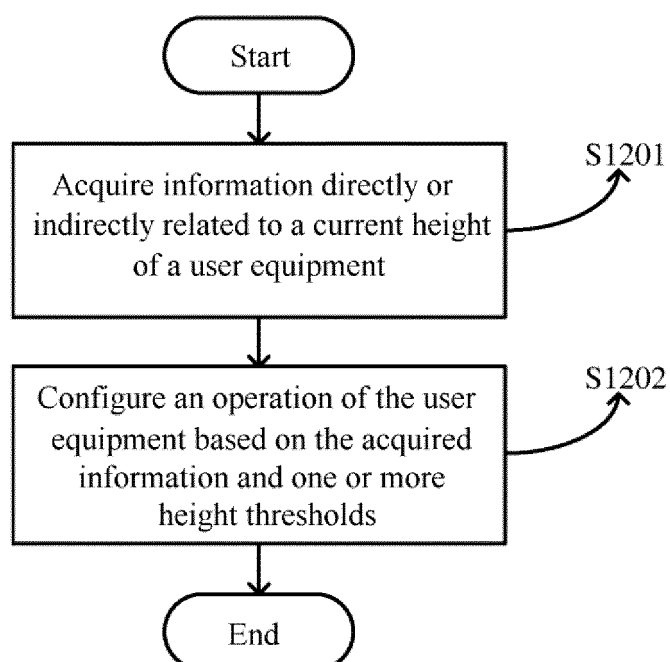 Start
S1201
Acquire information directly or
indirectly related to a current height
of a user equipment
S1202
Configure an operation of the user
equipment based on the acquired
information and one or more
height thresholds
End